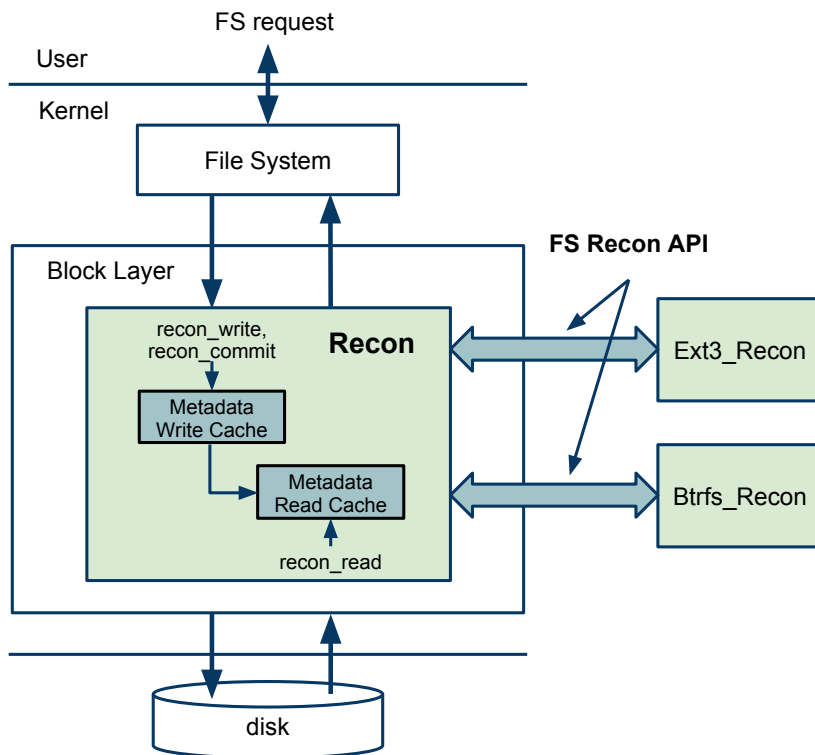 FS request
User
Kernel
File System
FS Recon API
Block Layer
recon_write,
recon_commit
Recon
Ext3_Recon
Metadata
Write Cache
Metadata
Read Cache
Btrfs_Recon
recon_read
disk